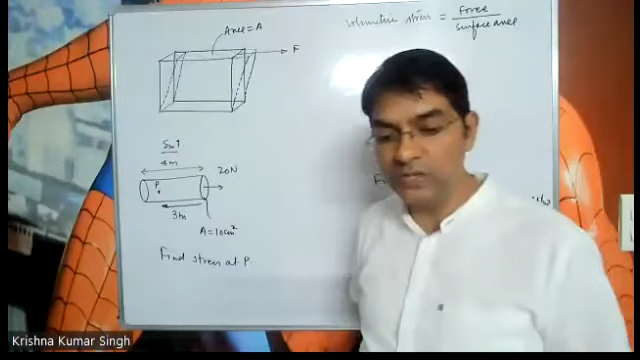 Area = A
F
volumetric stress = Force
surface area
Sol.
4m
20N
P
3m
A = 10cm²
Find stress at P.
Krishna Kumar Singh